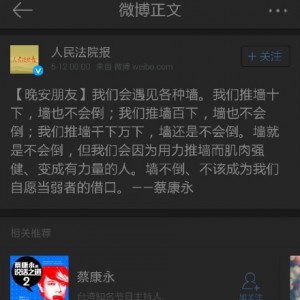 微博正文
人民法院报
+关注
5-12 00:00 来自 微博 weibo.com
【晚安朋友】我们会遇见各种墙。我们推墙十
下，墙也不会倒；我们推墙百下，墙也不会
倒；我们推墙千下万下，墙还是不会倒。墙就
是不会倒，但我们会因为用力推墙而肌肉强
健、变成有力量的人。墙不倒、不该成为我们
自愿当弱者的借口。——蔡康永
相关推荐
蔡康永
的
说话之道
2
蔡康永
台湾知名节目主持人
加关注